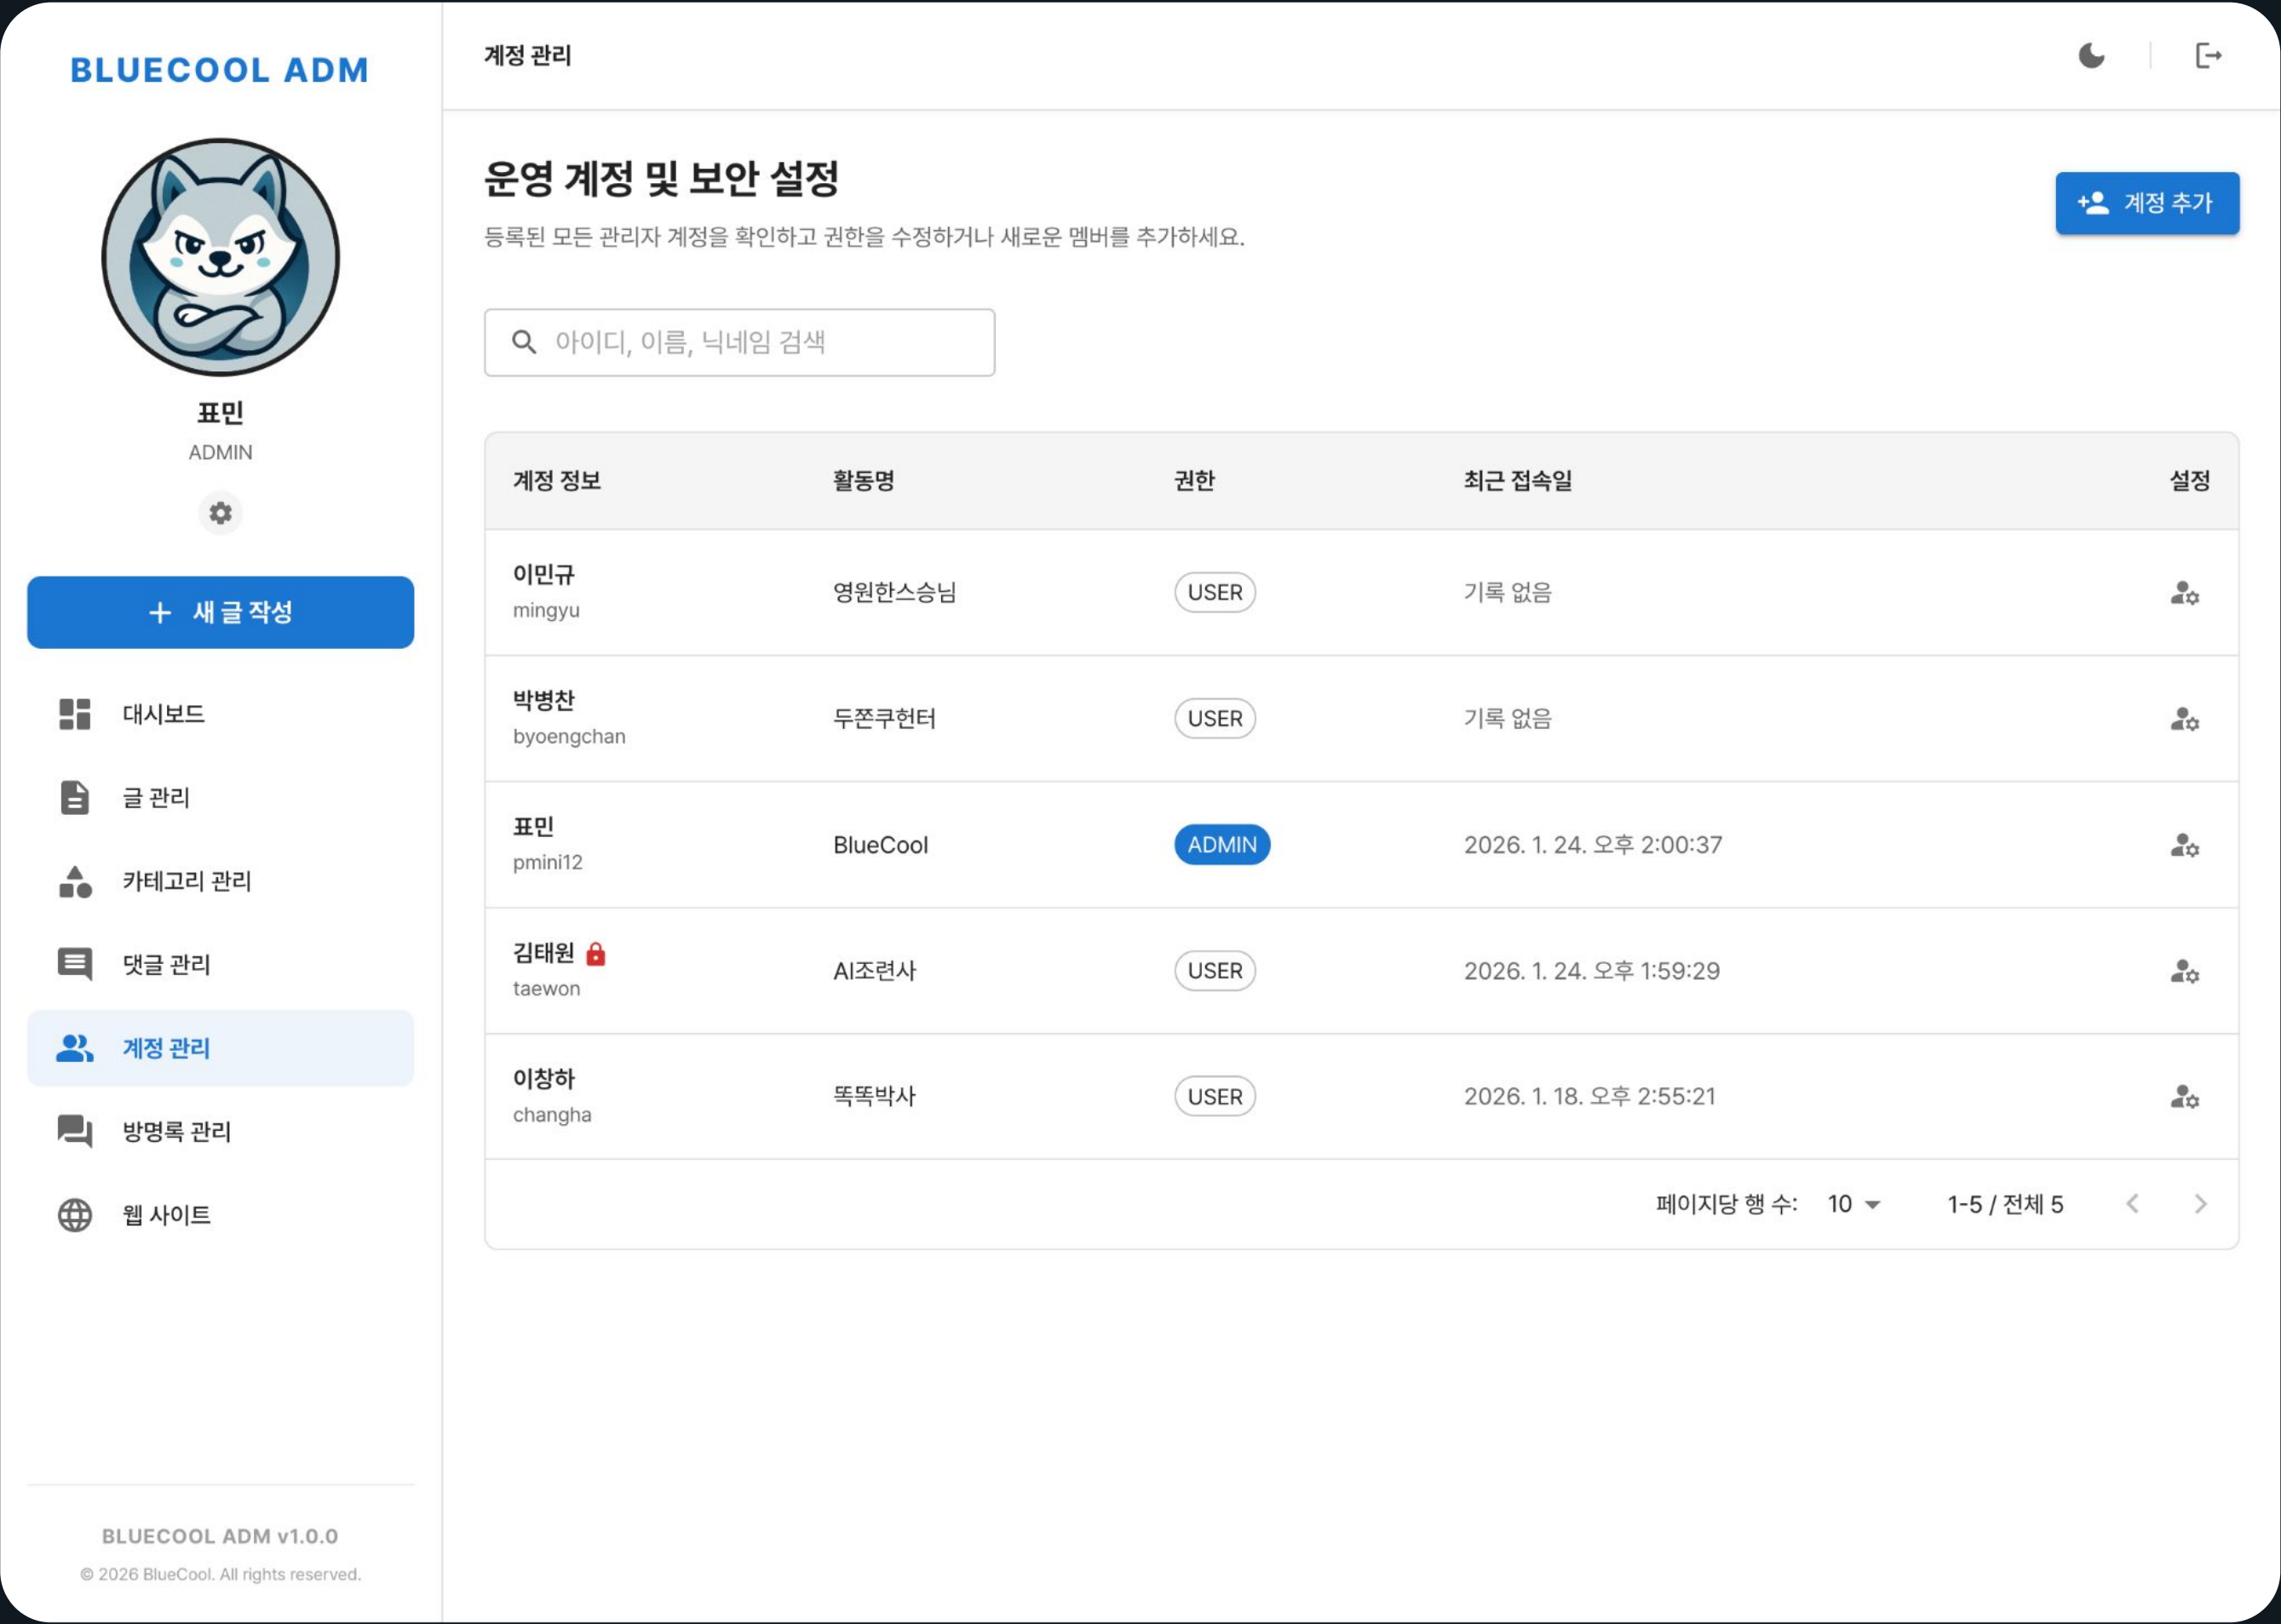 BLUECOOL ADM
표민
ADMIN
새 글 작성
대시보드
글 관리
카테고리 관리
댓글 관리
계정 관리
방명록 관리
웹 사이트
BLUECOOL ADM v1.0.0
© 2026 BlueCool. All rights reserved.
계정 관리
운영 계정 및 보안 설정
등록된 모든 관리자 계정을 확인하고 권한을 수정하거나 새로운 멤버를 추가하세요.
계정 추가
아이디, 이름, 닉네임 검색
계정 정보 활동명 권한 최근 접속일 설정
이민규
mingyu
영원한스승님 USER 기록 없음
박병찬
byoengchan
두쫀쿠헌터 USER 기록 없음
표민
pmini12
BlueCool ADMIN 2026. 1. 24. 오후 2:00:37
김태원
taewon
AI조련사 USER 2026. 1. 24. 오후 1:59:29
이창하
changha
똑똑박사 USER 2026. 1. 18. 오후 2:55:21
페이지당 행 수: 10 1-5 / 전체 5